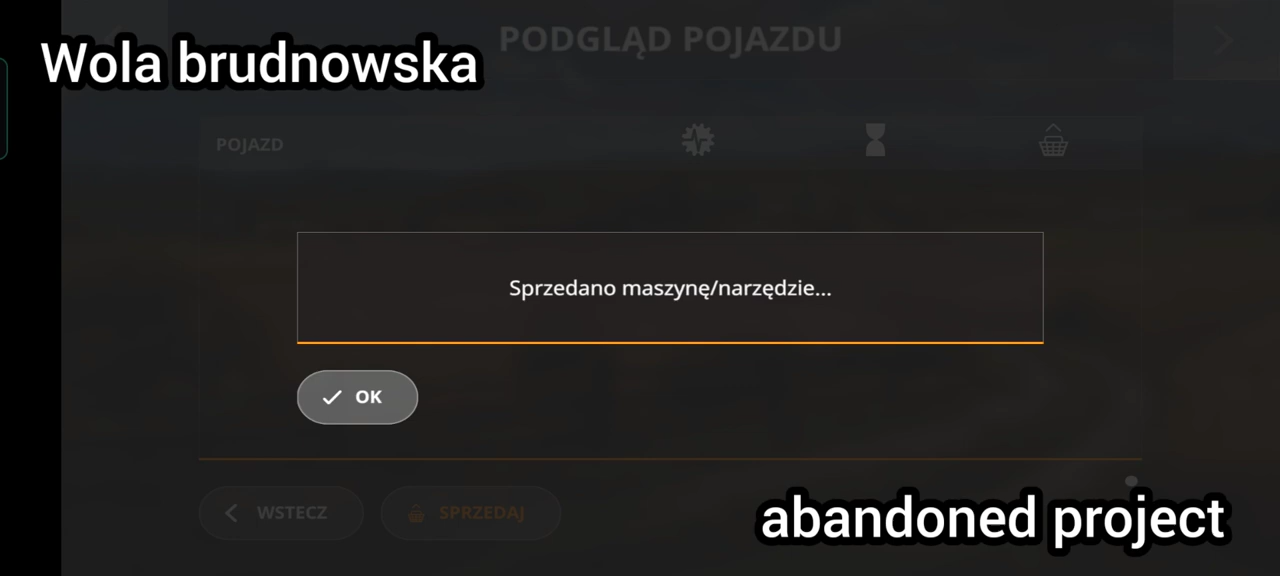 PODGLĄD POJAZDU
Wola brudnowska
POJAZD
Sprzedano maszynę/narzędzie...
OK
WSTECZ
SPRZEDAJ
abandoned project